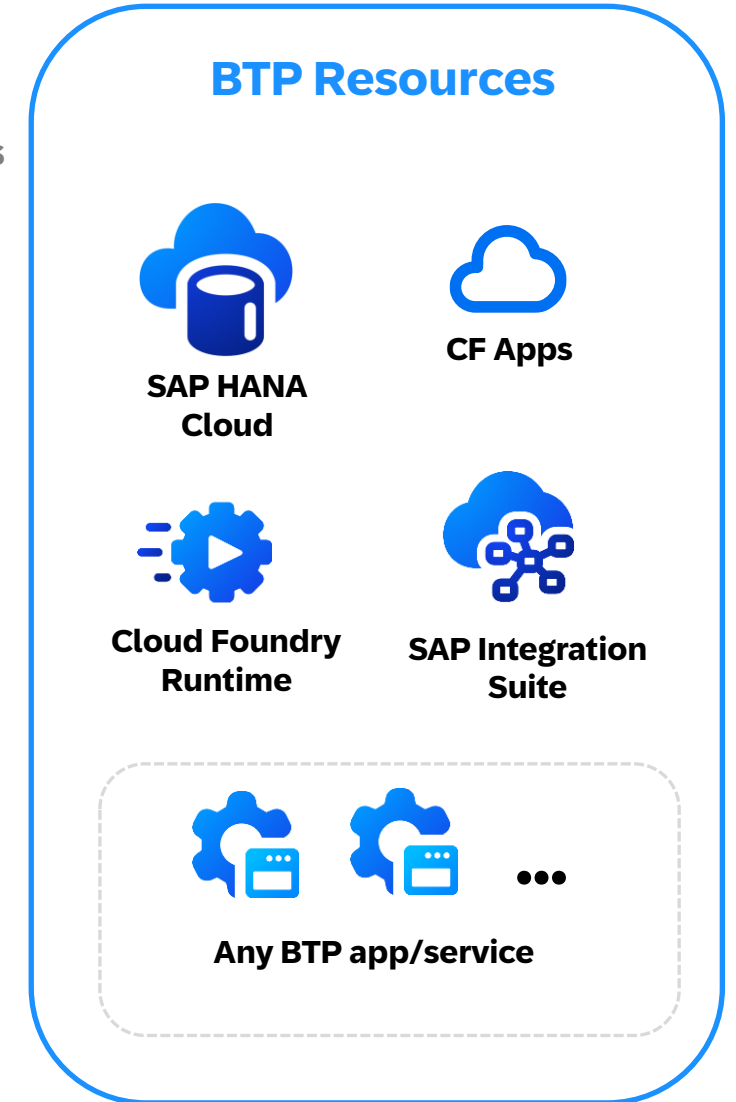 BTP Resources
SAP HANA
Cloud
CF Apps
Cloud Foundry
Runtime
SAP Integration
Suite
Any BTP app/service